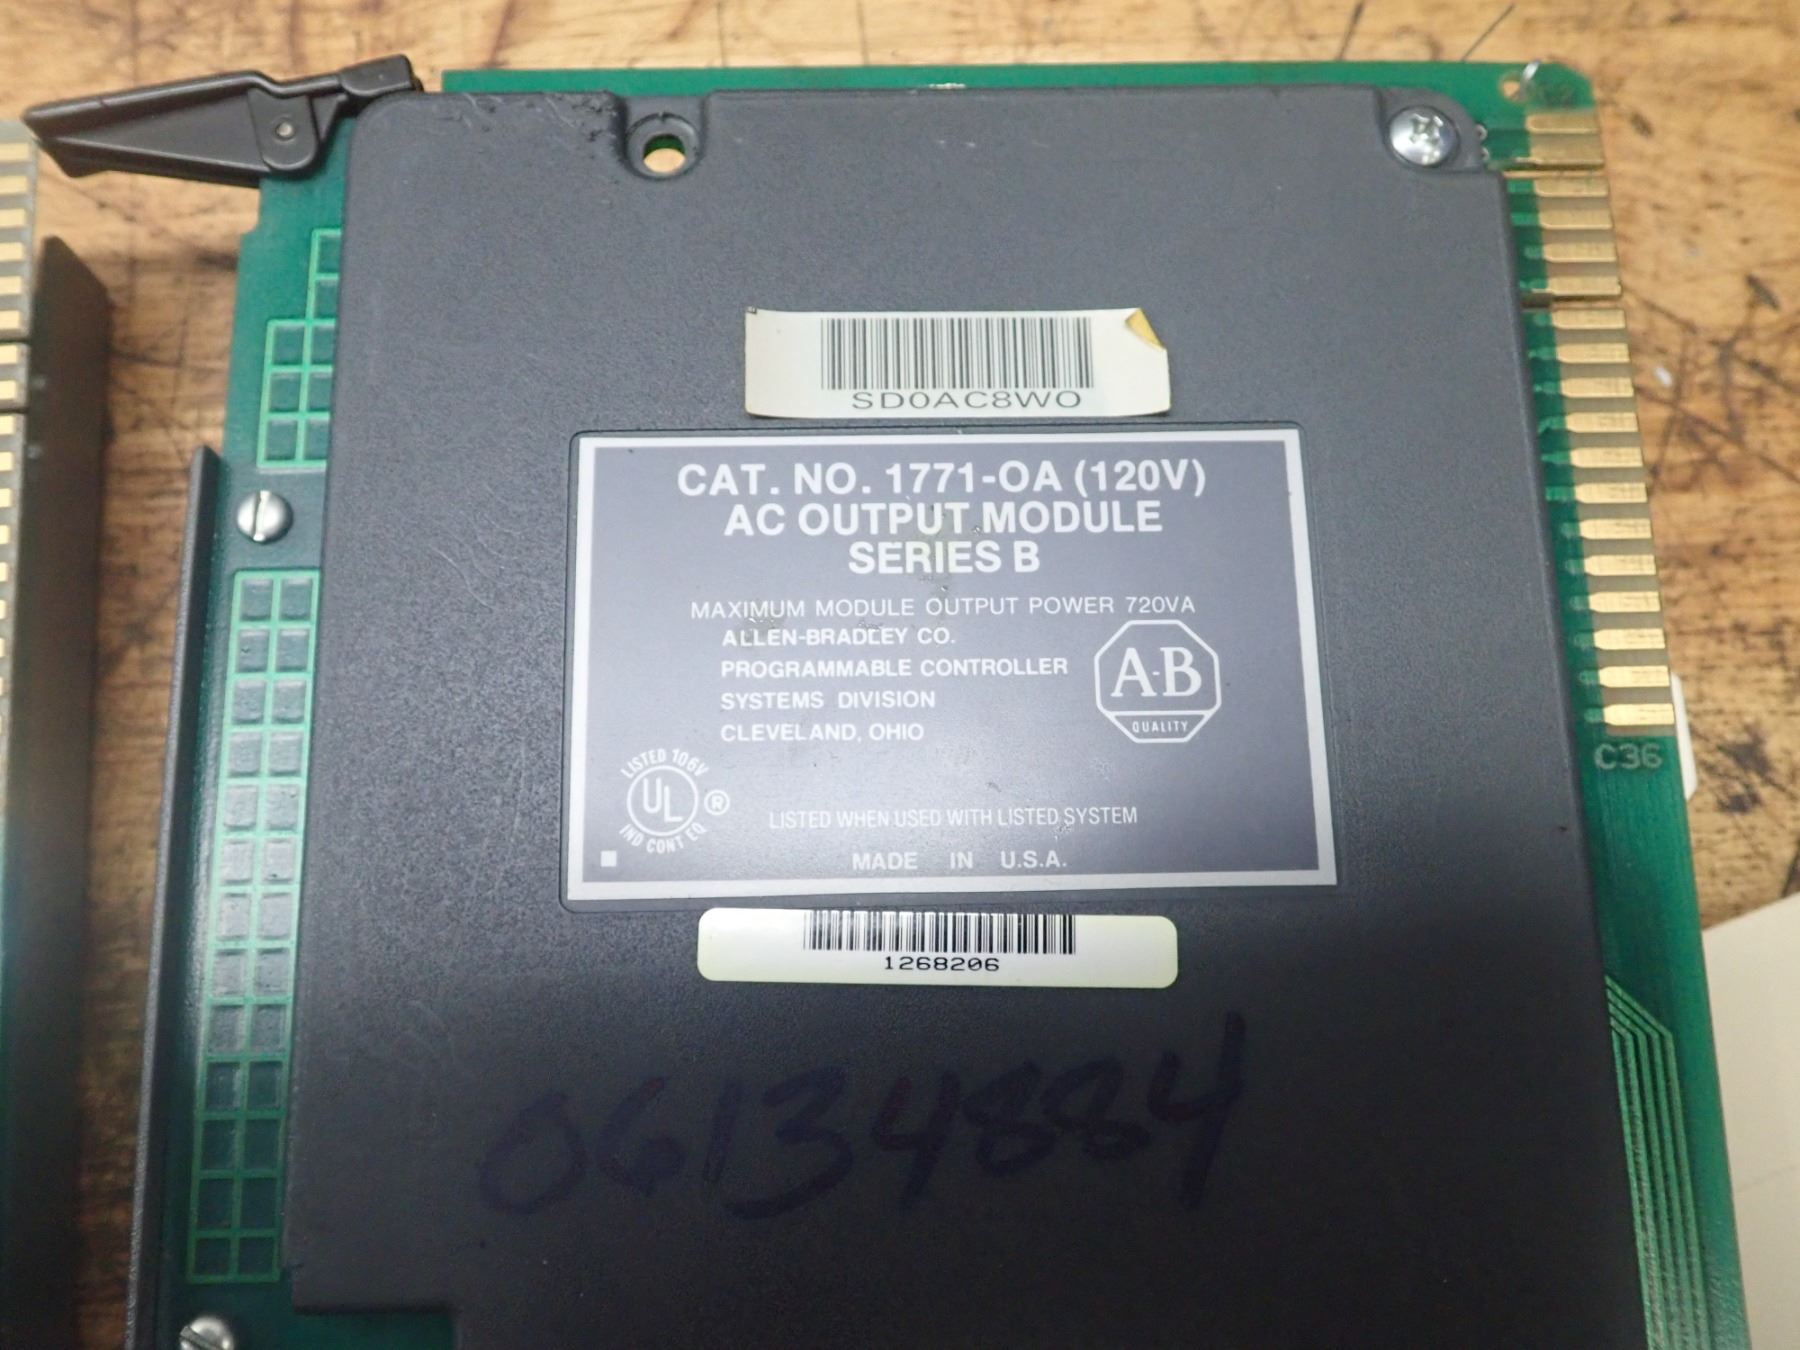 SD0AC8WO
CAT. NO. 1771-OA (120V)
AC OUTPUT MODULE
SERIES B
MAXIMUM MODULE OUTPUT POWER 720VA
ALLEN-BRADLEY CO.
PROGRAMMABLE CONTROLLER
SYSTEMS DIVISION
CLEVELAND, OHIO
A-B
QUALITY
LISTED 106V
UL ®
IND CONT EQ
LISTED WHEN USED WITH LISTED SYSTEM
MADE IN U.S.A.
1268206
06134884
C36